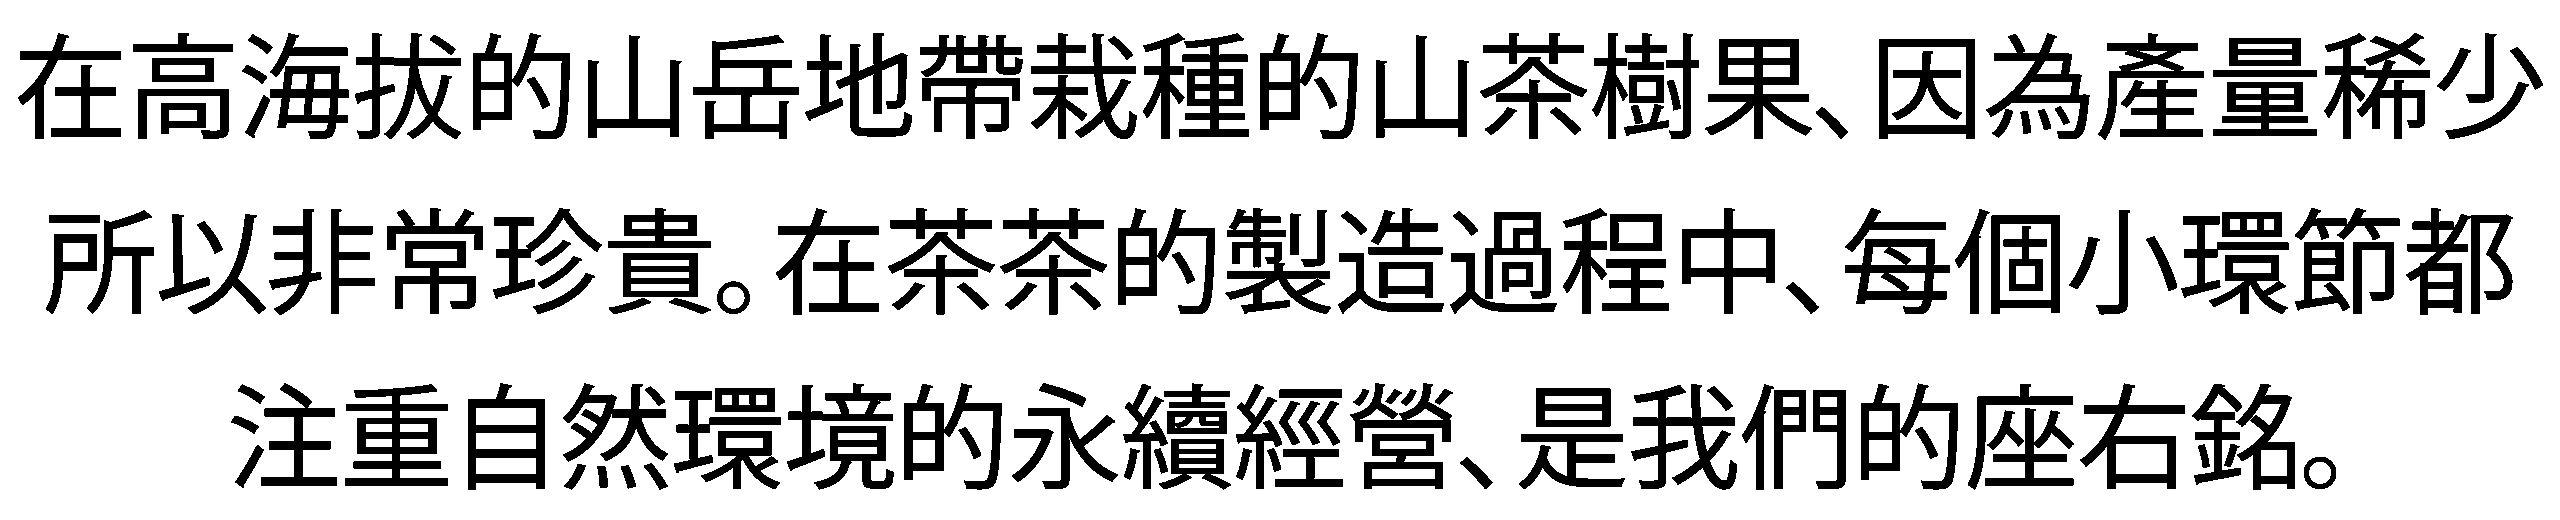 在高海拔的山岳地帶栽種的山茶樹果、因為產量稀少
所以非常珍貴。在茶茶的製造過程中、每個小環節都
注重自然環境的永續經營、是我們的座右銘。